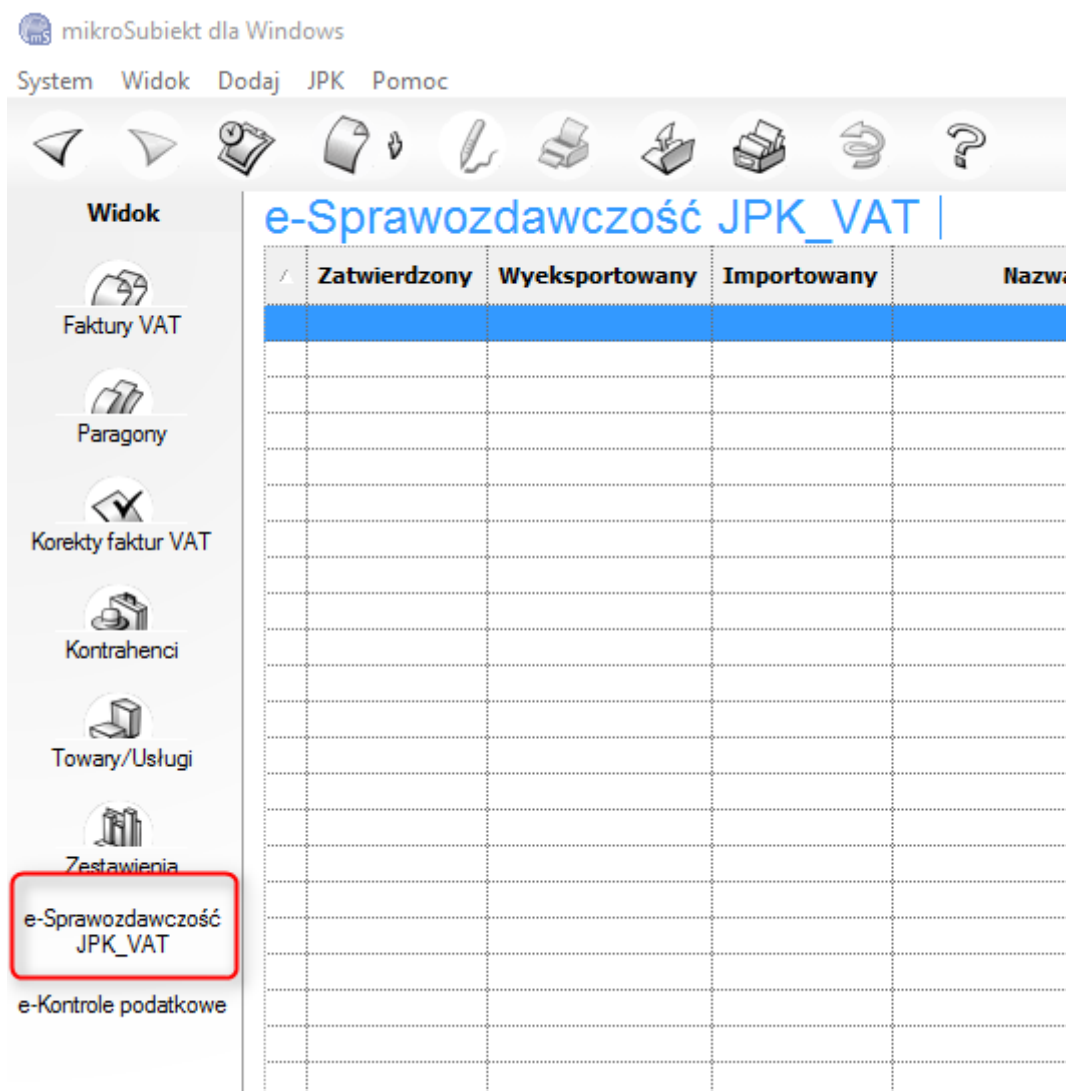 mikroSubiekt dla Windows
System Widok Dodaj JPK Pomoc
Widok
Faktury VAT
Paragony
Korekty faktur VAT
Kontrahenci
Towary/Usługi
Zestawienia
e-Sprawozdawczość
JPK_VAT
e-Kontrole podatkowe
e-Sprawozdawczość JPK_VAT |
Zatwierdzony Wyeksportowany Importowany Nazwa